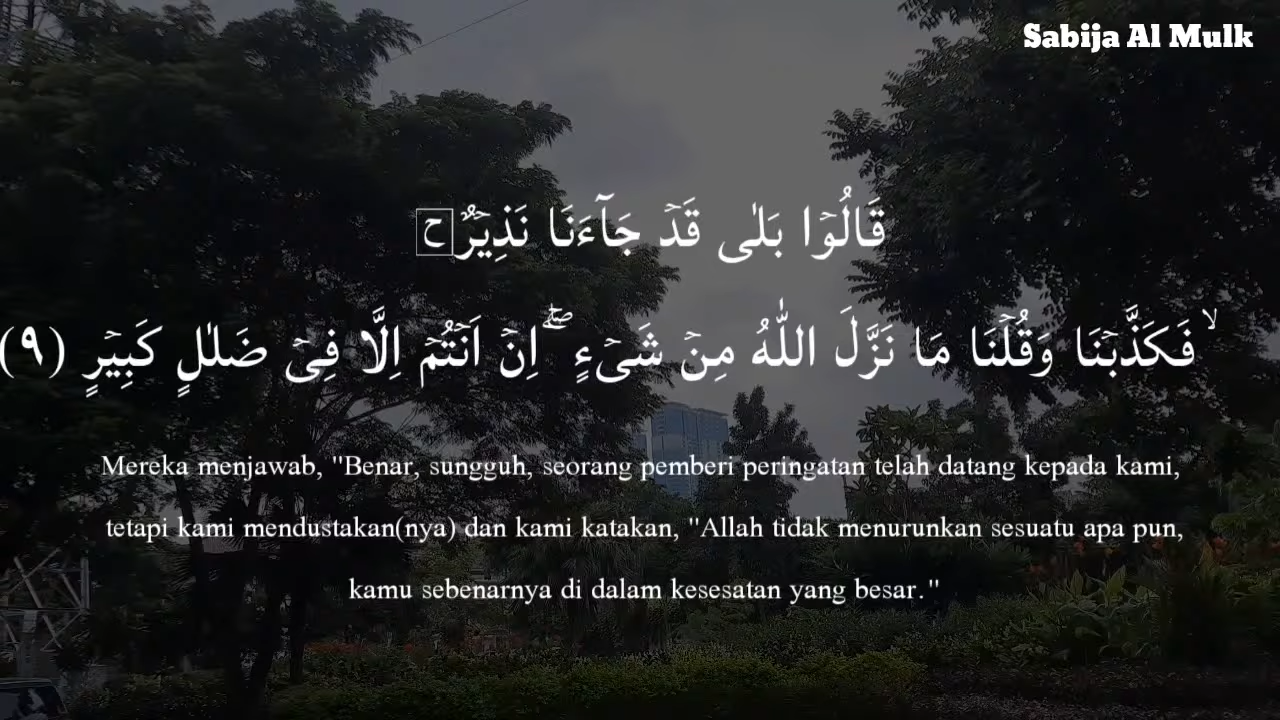 Sabija Al Mulk
قَالُوْا بَلٰى قَدْ جَاۤءَنَا نَذِيْرٌ ەۙ ح
ۙ فَكَذَّبْنَا وَقُلْنَا مَا نَزَّلَ اللّٰهُ مِنْ شَيْءٍ ۖ اِنْ اَنْتُمْ اِلَّا فِيْ ضَلٰلٍ كَبِيْرٍ (٩)
Mereka menjawab, "Benar, sungguh, seorang pemberi peringatan telah datang kepada kami,
tetapi kami mendustakan(nya) dan kami katakan, "Allah tidak menurunkan sesuatu apa pun,
kamu sebenarnya di dalam kesesatan yang besar."